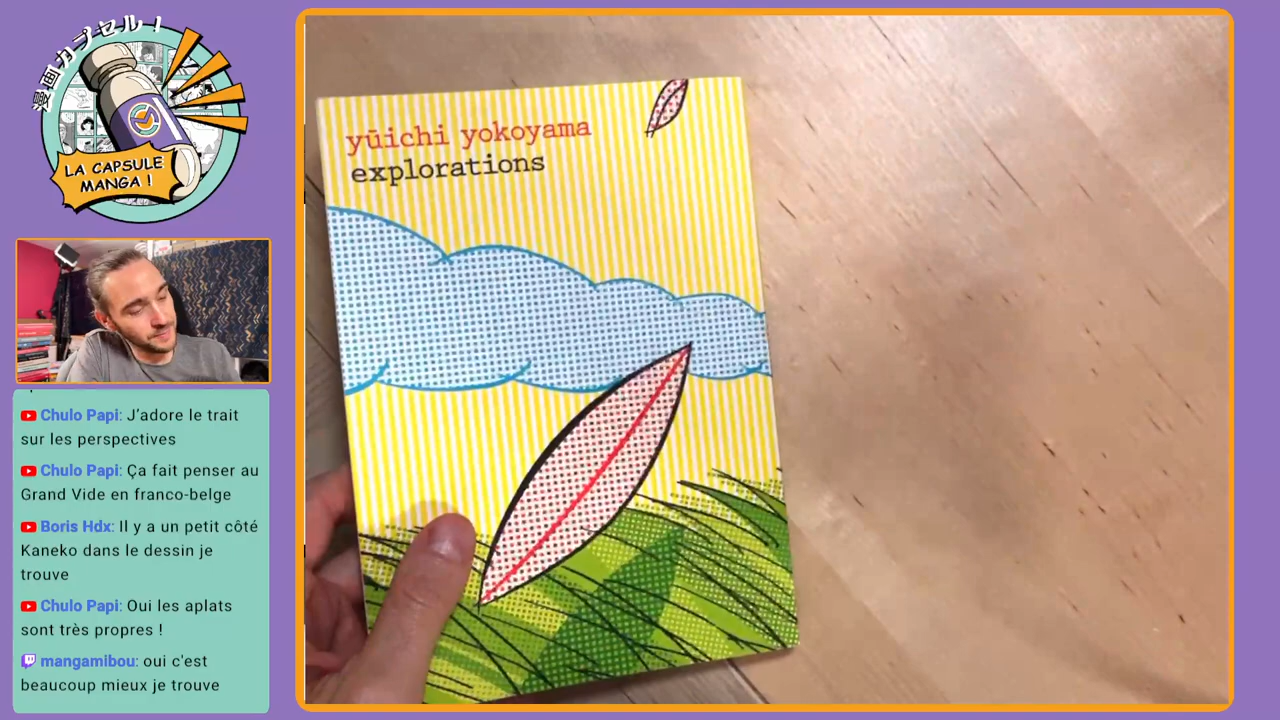 漫画カプセル！
LA CAPSULE
MANGA !
yūichi yokoyama
explorations
Chulo Papi: J’adore le trait
sur les perspectives
Chulo Papi: Ça fait penser au
Grand Vide en franco-belge
Boris Hdx: Il y a un petit côté
Kaneko dans le dessin je
trouve
Chulo Papi: Oui les aplats
sont très propres !
mangamibou: oui c'est
beaucoup mieux je trouve